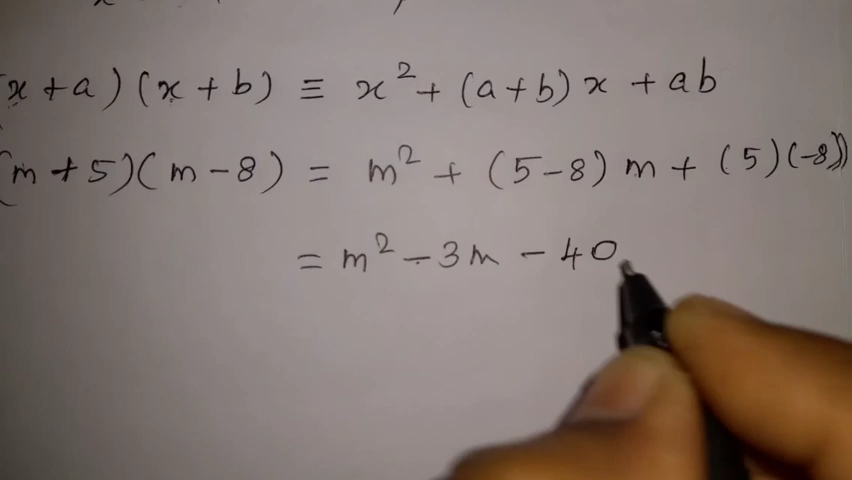 (x+a)(x+b) ≡ x² + (a+b)x + ab
(m+5)(m-8) = m² + (5-8)m + (5)(-8)
= m² - 3m - 40